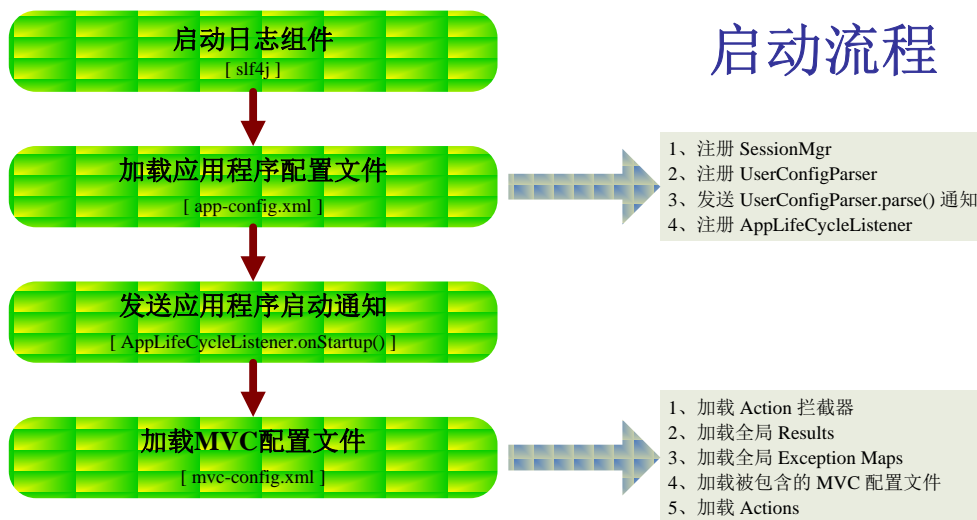 启动流程
启动日志组件
[ slf4j ]
加载应用程序配置文件
[ app-config.xml ]
1、注册 SessionMgr
2、注册 UserConfigParser
3、发送 UserConfigParser.parse() 通知
4、注册 AppLifeCycleListener
发送应用程序启动通知
[ AppLifeCycleListener.onStartup() ]
加载MVC配置文件
[ mvc-config.xml ]
1、加载 Action 拦截器
2、加载全局 Results
3、加载全局 Exception Maps
4、加载被包含的 MVC 配置文件
5、加载 Actions